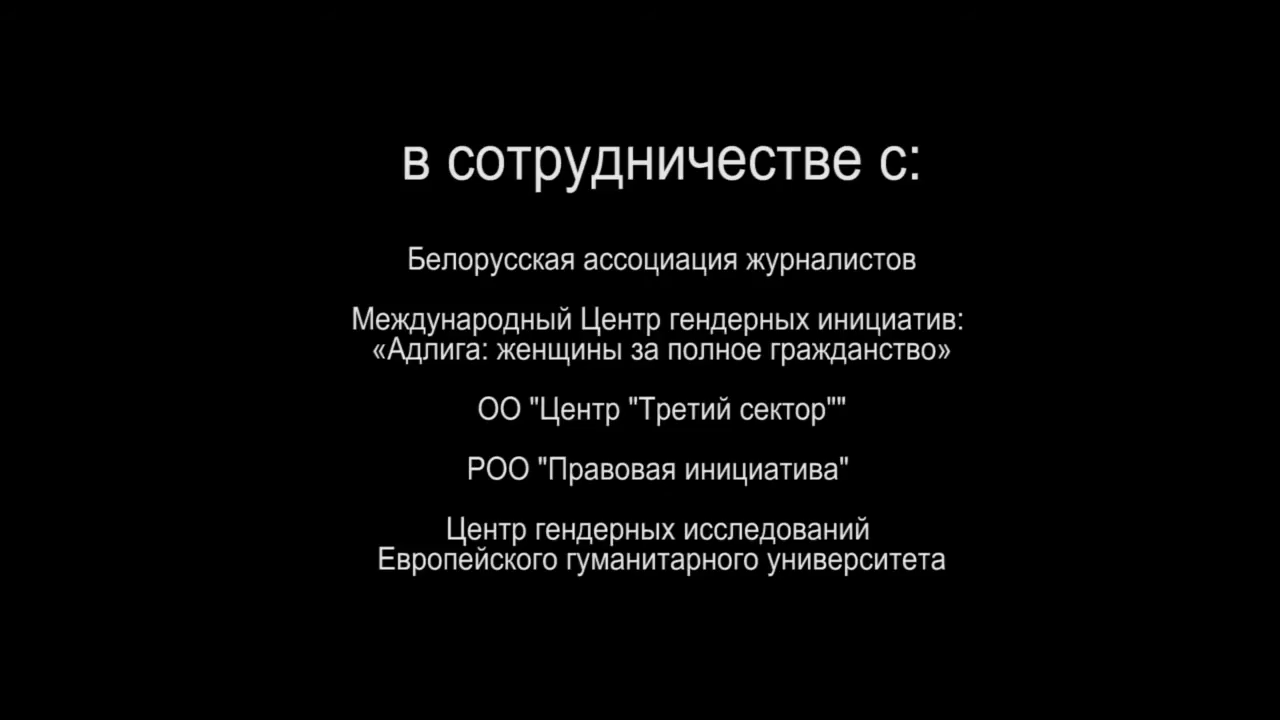 в сотрудничестве с:
Белорусская ассоциация журналистов
Международный Центр гендерных инициатив:
«Адлига: женщины за полное гражданство»
ОО "Центр "Третий сектор""
РОО "Правовая инициатива"
Центр гендерных исследований
Европейского гуманитарного университета